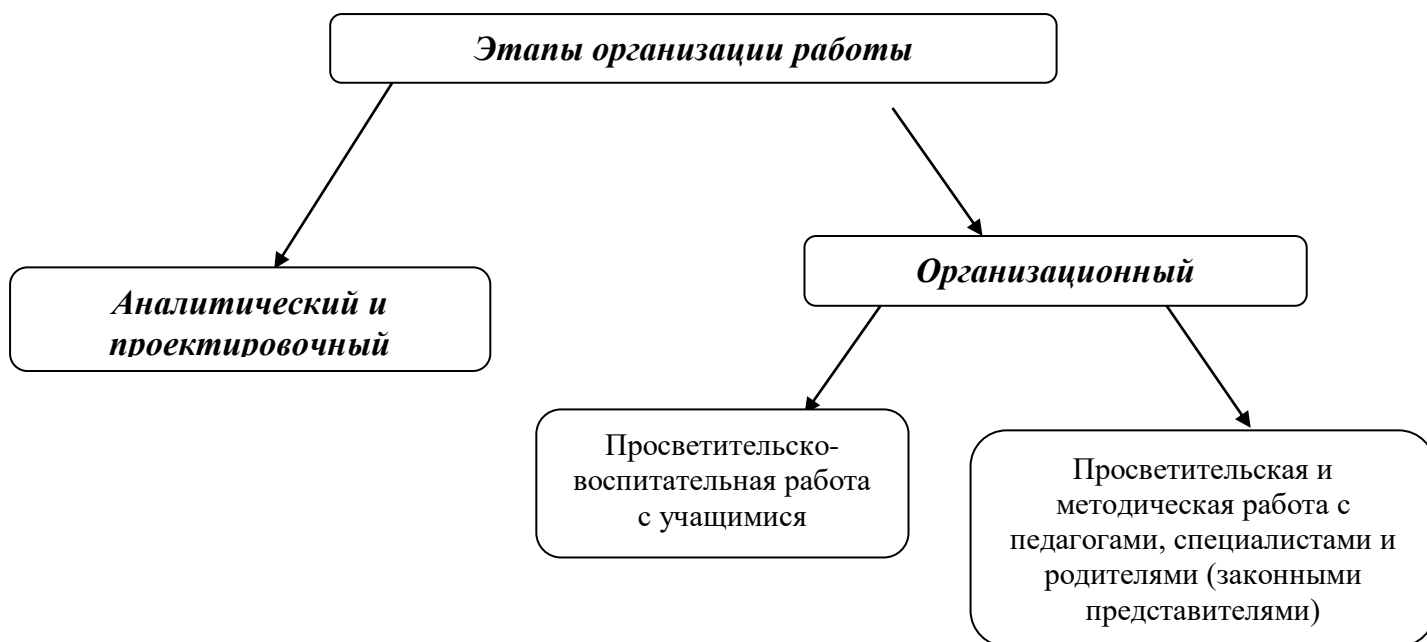 Этапы организации работы
Организационный
Аналитический и
проектировочный
Просветительско-
воспитательная работа
с учащимися
Просветительская и
методическая работа с
педагогами, специалистами и
родителями (законными
представителями)